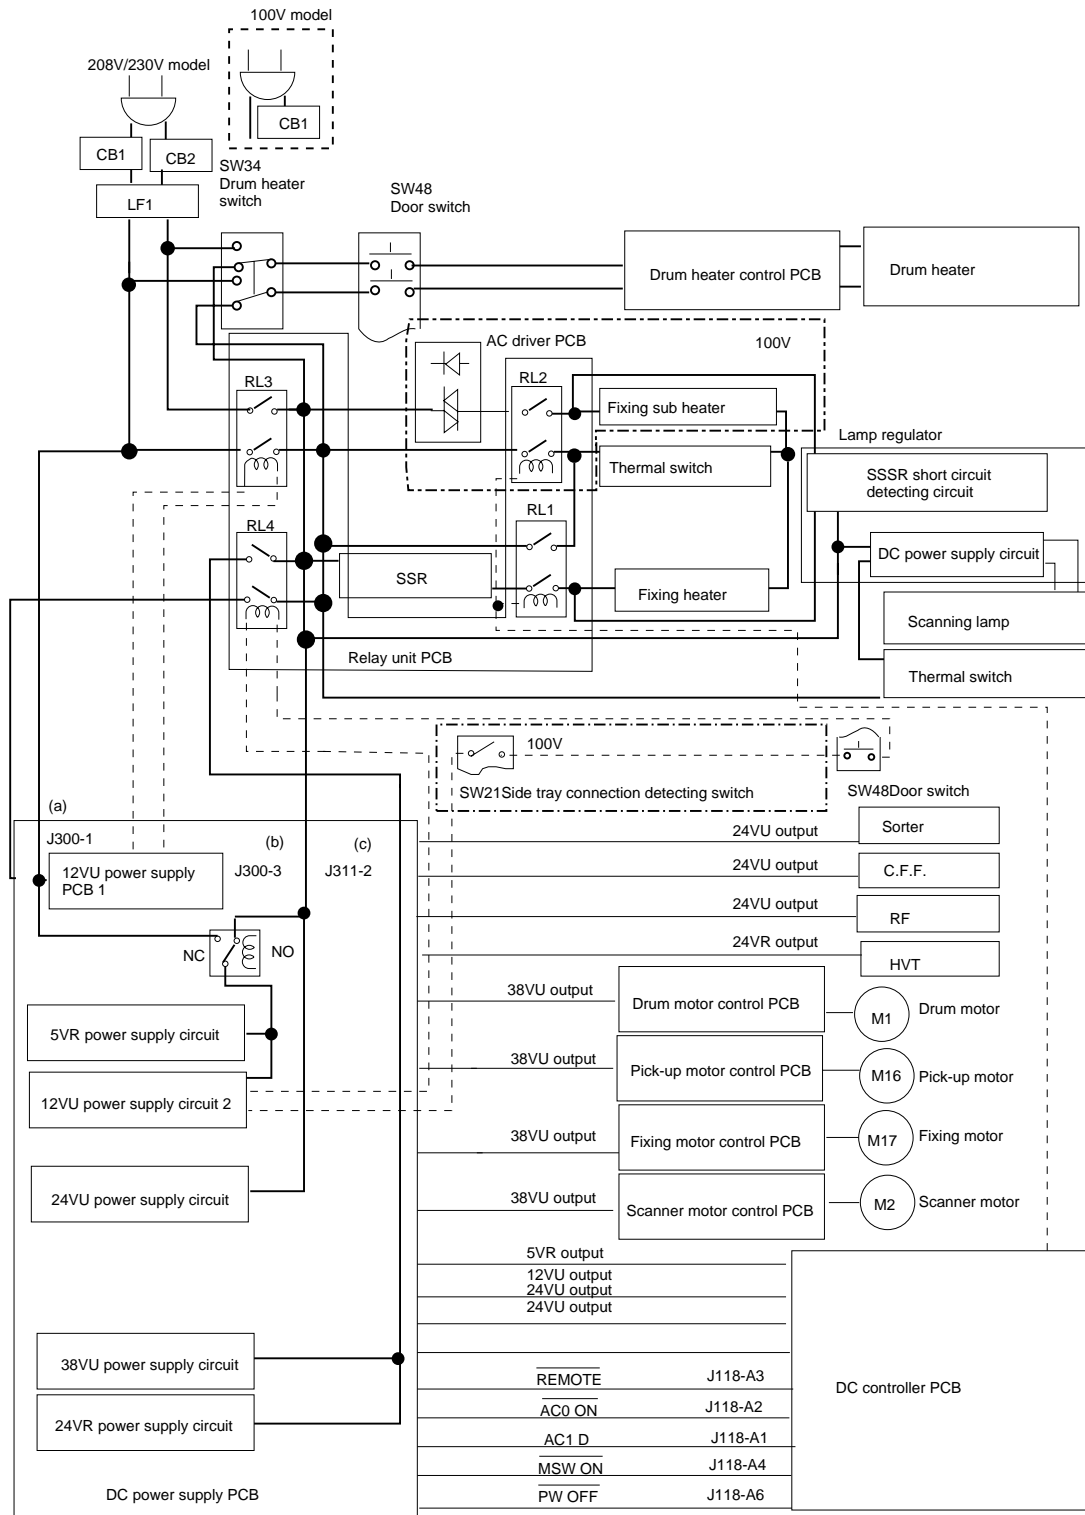 100V model
208V/230V model
CB1
CB1
CB2
SW34
Drum heater
switch
SW48
Door switch
LF1
Drum heater control PCB
Drum heater
AC driver PCB
100V
RL3
RL2
Fixing sub heater
Lamp regulator
Thermal switch
SSSR short circuit
detecting circuit
RL4
RL1
DC power supply circuit
SSR
Fixing heater
Scanning lamp
Relay unit PCB
Thermal switch
100V
SW21Side tray connection detecting switch
SW48Door switch
(a)
J300-1
(b)
(c)
24VU output
Sorter
12VU power supply
PCB 1
J300-3
J311-2
24VU output
C.F.F.
24VU output
RF
NC
NO
24VR output
HVT
38VU output
Drum motor control PCB
M1
Drum motor
5VR power supply circuit
38VU output
Pick-up motor control PCB
M16
Pick-up motor
12VU power supply circuit 2
38VU output
Fixing motor control PCB
M17
Fixing motor
24VU power supply circuit
38VU output
Scanner motor control PCB
M2
Scanner motor
5VR output
12VU output
24VU output
24VU output
38VU power supply circuit
REMOTE
J118-A3
DC controller PCB
AC0 ON
J118-A2
24VR power supply circuit
AC1 D
J118-A1
MSW ON
J118-A4
DC power supply PCB
PW OFF
J118-A6